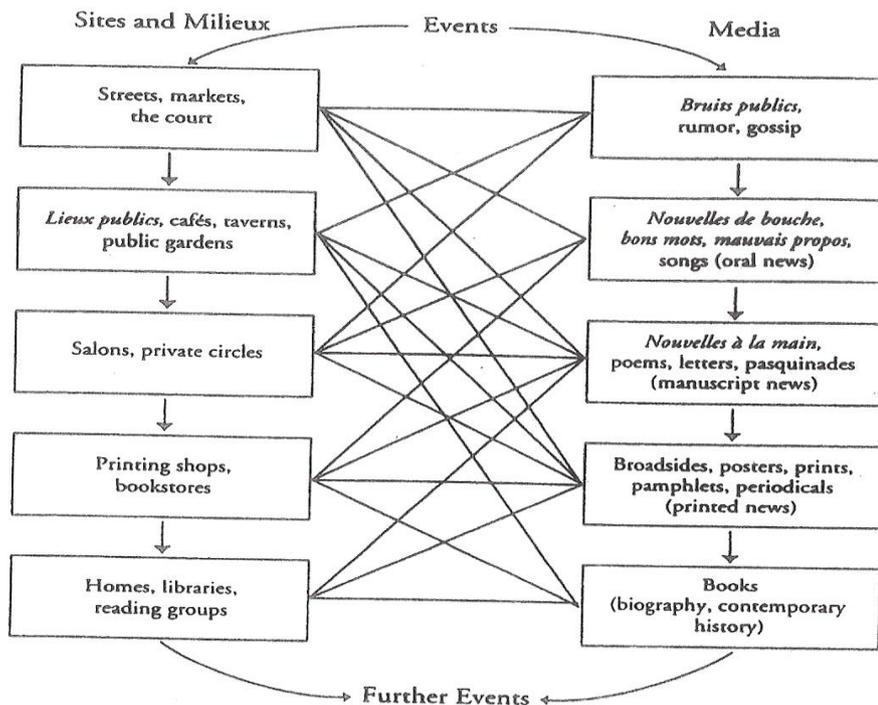 Sites and Milieux
Events
Media
Streets, markets,
the court
Bruits publics,
rumor, gossip
Lieux publics, cafés, taverns,
public gardens
Nouvelles de bouche,
bons mots, mauvais propos,
songs (oral news)
Salons, private circles
Nouvelles à la main,
poems, letters, pasquinades
(manuscript news)
Printing shops,
bookstores
Broadsides, posters, prints,
pamphlets, periodicals
(printed news)
Homes, libraries,
reading groups
Books
(biography, contemporary
history)
Further Events